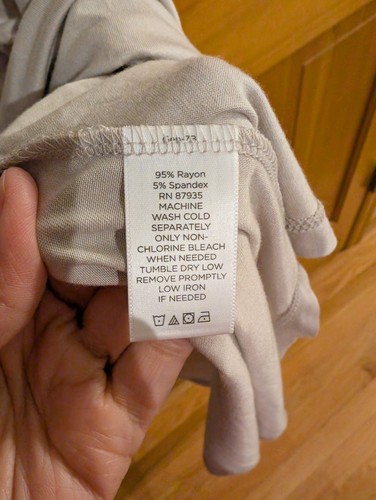 95% Rayon
5% Spandex
RN 87935
MACHINE
WASH COLD
SEPARATELY
ONLY NON-
CHLORINE BLEACH
WHEN NEEDED
TUMBLE DRY LOW
REMOVE PROMPTLY
LOW IRON
IF NEEDED